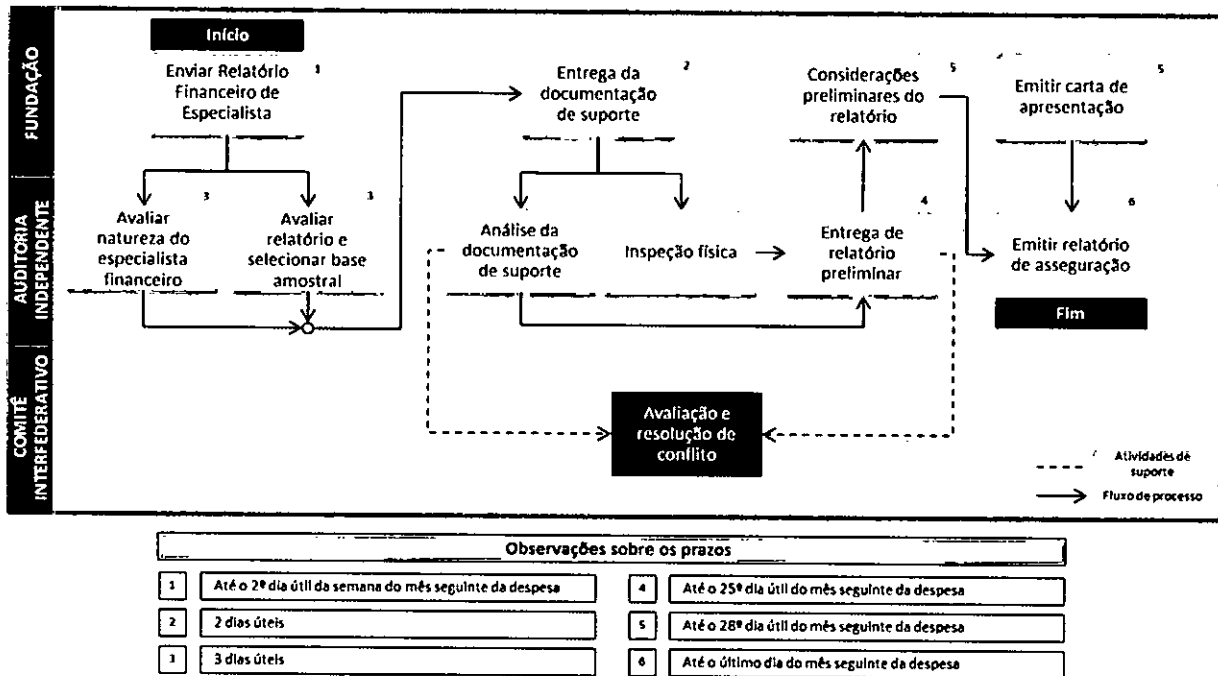 FUNDAÇÃO
Início
Enviar Relatório
Financeiro de
Especialista
1
Entrega da
documentação
de suporte
2
Considerações
preliminares do
relatório
5
Emitir carta de
apresentação
5
AUDITORIA
INDEPENDENTE
Avaliar
natureza do
especialista
financeiro
3
Avaliar
relatório e
selecionar base
amostral
3
Análise da
documentação
de suporte
Inspeção física
Entrega de
relatório
preliminar
4
Emitir relatório
de asseguração
6
Fim
COMITÊ
INTERFEDERATIVO
Avaliação e
resolução de
conflito
Atividades de
suporte
Fluxo de processo
Observações sobre os prazos
1 Até o 2º dia útil da semana do mês seguinte da despesa
2 2 dias úteis
3 3 dias úteis
4 Até o 25º dia útil do mês seguinte da despesa
5 Até o 28º dia útil do mês seguinte da despesa
6 Até o último dia do mês seguinte da despesa